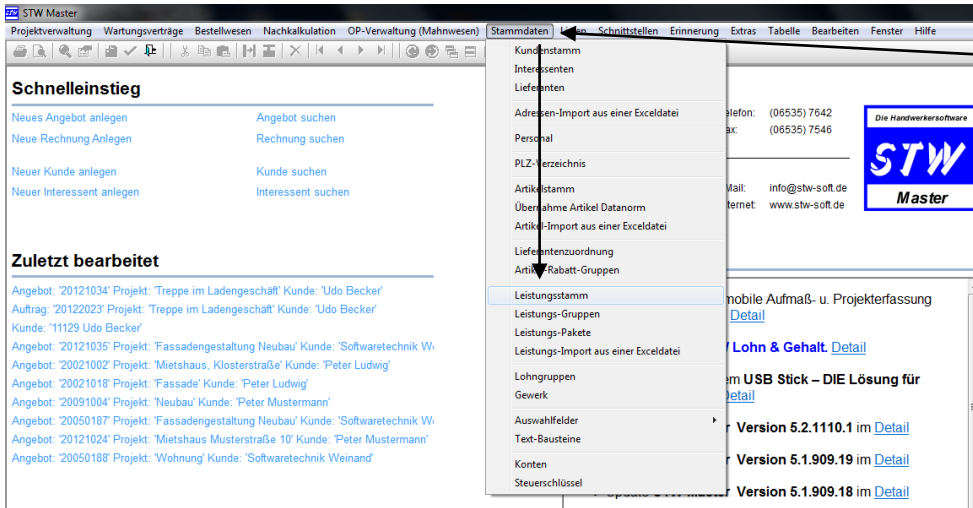 STW Master
Projektverwaltung Wartungsverträge Bestellwesen Nachkalkulation OP-Verwaltung (Mahnwesen) Stammdaten Schnittstellen Erinnerung Extras Tabelle Bearbeiten Fenster Hilfe
Schnelleinstieg
Neues Angebot anlegen Angebot suchen
Neue Rechnung Anlegen Rechnung suchen
Neuer Kunde anlegen Kunde suchen
Neuer Interessent anlegen Interessent suchen
Zuletzt bearbeitet
Angebot: '20121034' Projekt: 'Treppe im Ladengeschäft' Kunde: 'Udo Becker'
Auftrag: '20122023' Projekt: 'Treppe im Ladengeschäft' Kunde: 'Udo Becker'
Kunde: '11129 Udo Becker'
Angebot: '20121035' Projekt: 'Fassadengestaltung Neubau' Kunde: 'Softwaretechnik W
Angebot: '20021002' Projekt: 'Mietshaus, Klosterstraße' Kunde: 'Peter Ludwig'
Angebot: '20021018' Projekt: 'Fassade' Kunde: 'Peter Ludwig'
Angebot: '20091004' Projekt: 'Neubau' Kunde: 'Peter Mustermann'
Angebot: '20050187' Projekt: 'Fassadengestaltung Neubau' Kunde: 'Softwaretechnik W
Angebot: '20121024' Projekt: 'Mietshaus Musterstraße 10' Kunde: 'Peter Mustermann'
Angebot: '20050188' Projekt: 'Wohnung' Kunde: 'Softwaretechnik Weinand'
Kundenstamm
Interessenten
Lieferanten
Adressen-Import aus einer Exceldatei
Personal
PLZ-Verzeichnis
Artikelstamm
Übernahme Artikel Datanorm
Artikel-Import aus einer Exceldatei
Lieferantenzuordnung
Artikel-Rabatt-Gruppen
Leistungsstamm
Leistungs-Gruppen
Leistungs-Pakete
Leistungs-Import aus einer Exceldatei
Lohngruppen
Gewerk
Auswahlfelder
Text-Bausteine
Konten
Steuerschlüssel
elefon: (06535) 7642
ax: (06535) 7546
Mail: info@stw-soft.de
ternet: www.stw-soft.de
Die Handwerkersoftware
STW
Master
mobile Aufmaß- u. Projekterfassung
Detail
Lohn & Gehalt. Detail
em USB Stick – DIE Lösung für
Detail
r Version 5.2.1110.1 im Detail
r Version 5.1.909.19 im Detail
r Version 5.1.909.18 im Detail